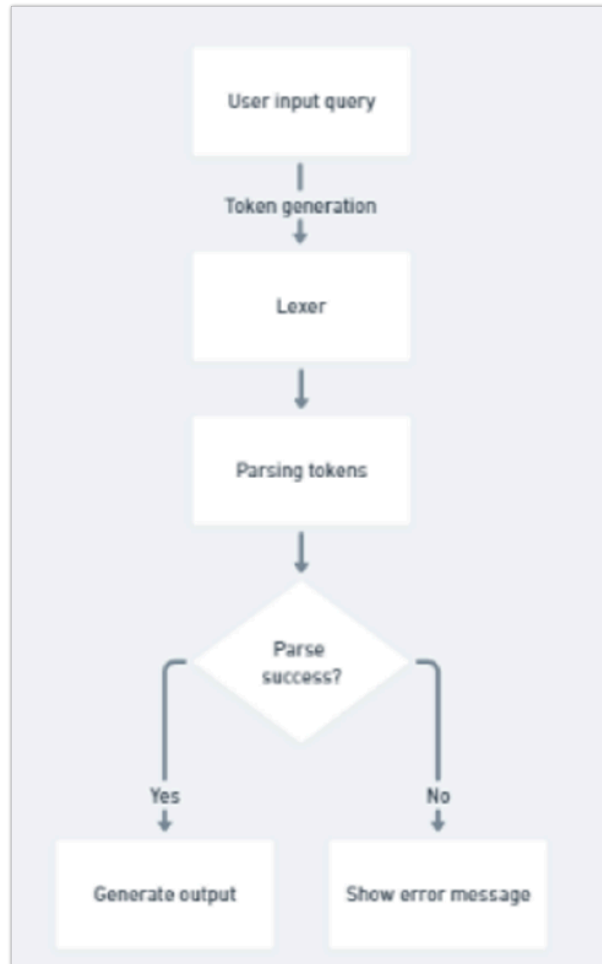 User input query
Token generation
Lexer
Parsing tokens
Parse
success?
Yes
No
Generate output
Show error message